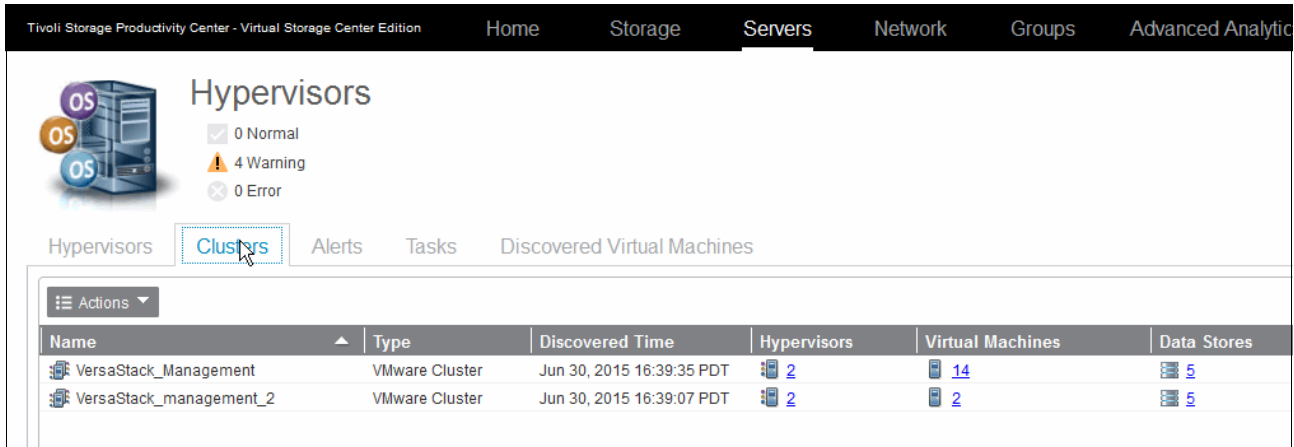 Tivoli Storage Productivity Center - Virtual Storage Center Edition Home Storage Servers Network Groups Advanced Analytic
Hypervisors
OS
OS
OS
0 Normal
4 Warning
0 Error
Hypervisors Clusters Alerts Tasks Discovered Virtual Machines
Actions
Name Type Discovered Time Hypervisors Virtual Machines Data Stores
VersaStack_Management VMware Cluster Jun 30, 2015 16:39:35 PDT 2 14 5
VersaStack_management_2 VMware Cluster Jun 30, 2015 16:39:07 PDT 2 2 5